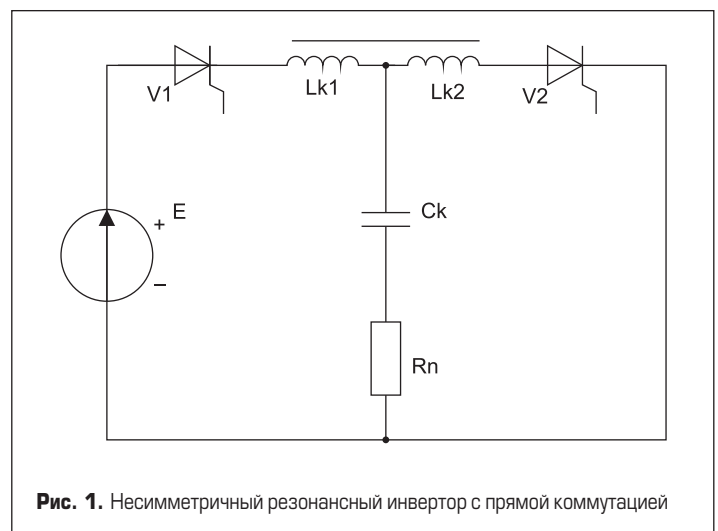 V1
Lk1
Lk2
V2
+
E
−
Ck
Rn
Рис. 1. Несимметричный резонансный инвертор с прямой коммутацией